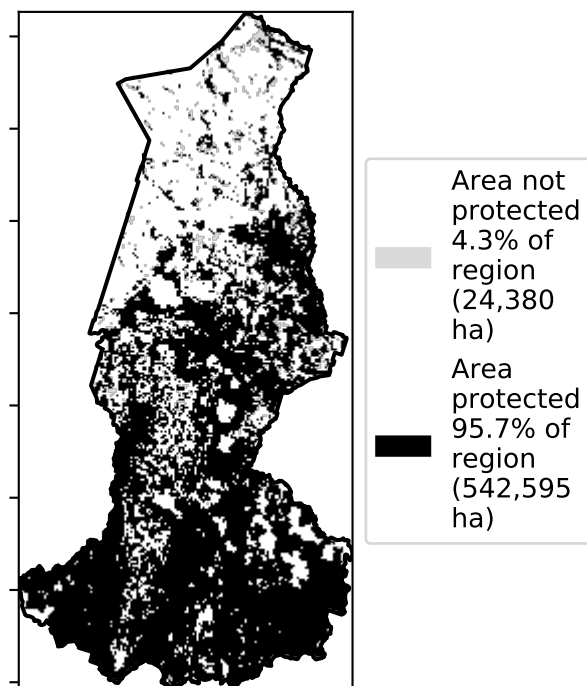 Area not
protected
4.3% of
region
(24,380
ha)
Area
protected
95.7% of
region
(542,595
ha)